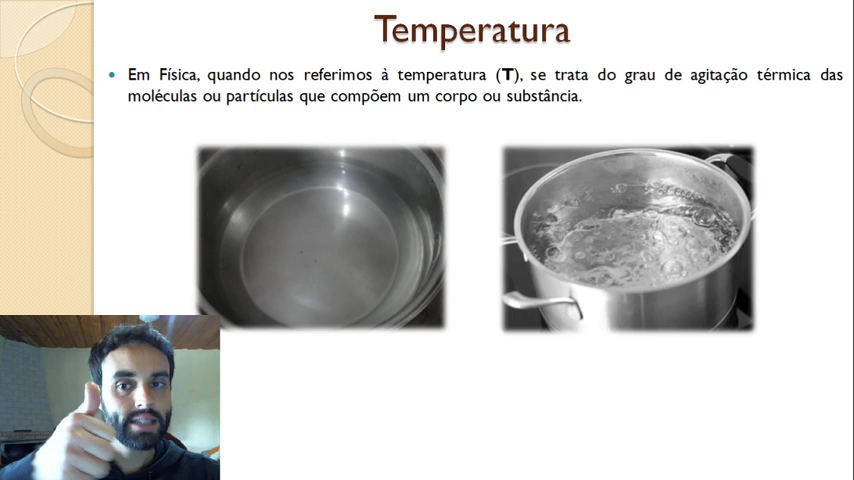 Temperatura
Em Física, quando nos referimos à temperatura (T), se trata do grau de agitação térmica das
moléculas ou partículas que compõem um corpo ou substância.